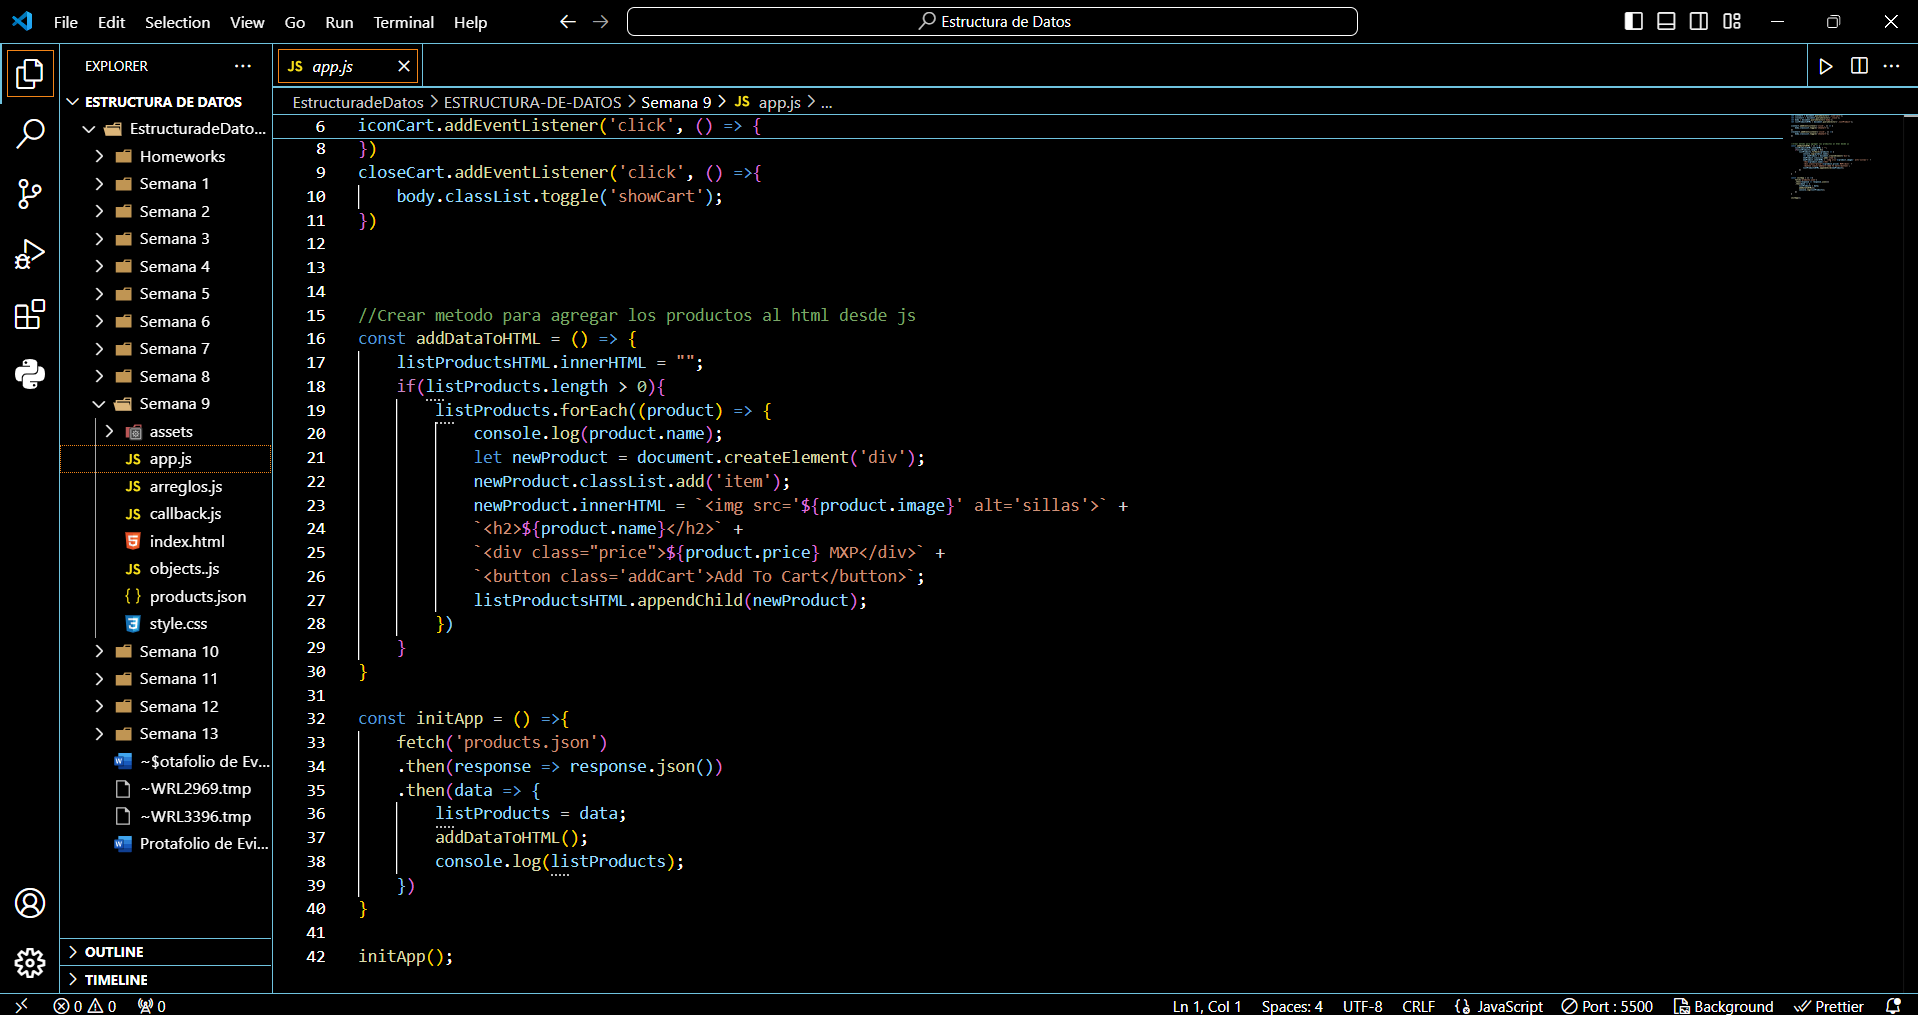 File Edit Selection View Go Run Terminal Help
Estructura de Datos
EXPLORER
ESTRUCTURA DE DATOS
EstructuradeDato...
Homeworks
Semana 1
Semana 2
Semana 3
Semana 4
Semana 5
Semana 6
Semana 7
Semana 8
Semana 9
assets
JS app.js
JS arreglos.js
JS callback.js
index.html
JS objects..js
{} products.json
style.css
Semana 10
Semana 11
Semana 12
Semana 13
~$otafolio de Ev...
~WRL2969.tmp
~WRL3396.tmp
Protafolio de Evi...
OUTLINE
TIMELINE
JS app.js
EstructuradeDatos > ESTRUCTURA-DE-DATOS > Semana 9 > JS app.js > ...
6 iconCart.addEventListener('click', () => {
8 })
9 closeCart.addEventListener('click', () =>{
10     body.classList.toggle('showCart');
11 })
12
13
14
15 //Crear metodo para agregar los productos al html desde js
16 const addDataToHTML = () => {
17     listProductsHTML.innerHTML = "";
18     if(listProducts.length > 0){
19         listProducts.forEach((product) => {
20             console.log(product.name);
21             let newProduct = document.createElement('div');
22             newProduct.classList.add('item');
23             newProduct.innerHTML = `<img src='${product.image}' alt='sillas'>` +
24             `<h2>${product.name}</h2>` +
25             `<div class="price">${product.price} MXP</div>` +
26             `<button class='addCart'>Add To Cart</button>`;
27             listProductsHTML.appendChild(newProduct);
28         })
29     }
30 }
31
32 const initApp = () =>{
33     fetch('products.json')
34     .then(response => response.json())
35     .then(data => {
36         listProducts = data;
37         addDataToHTML();
38         console.log(listProducts);
39     })
40 }
41
42 initApp();
0 0 0 Ln 1, Col 1 Spaces: 4 UTF-8 CRLF {} JavaScript Port : 5500 Background Prettier